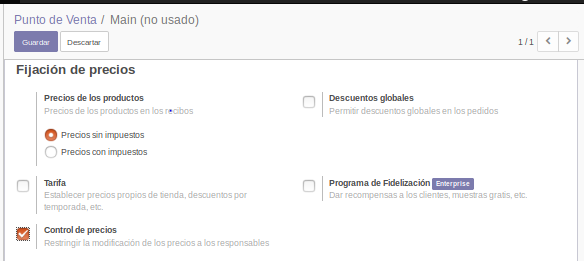 Punto de Venta / Main (no usado)
Guardar Descartar 1 / 1
Fijación de precios
Precios de los productos
Precios de los productos en los recibos
Precios sin impuestos
Precios con impuestos
Descuentos globales
Permitir descuentos globales en los pedidos
Tarifa
Establecer precios propios de tienda, descuentos por
temporada, etc.
Programa de Fidelización Enterprise
Dar recompensas a los clientes, muestras gratis, etc.
Control de precios
Restringir la modificación de los precios a los responsables